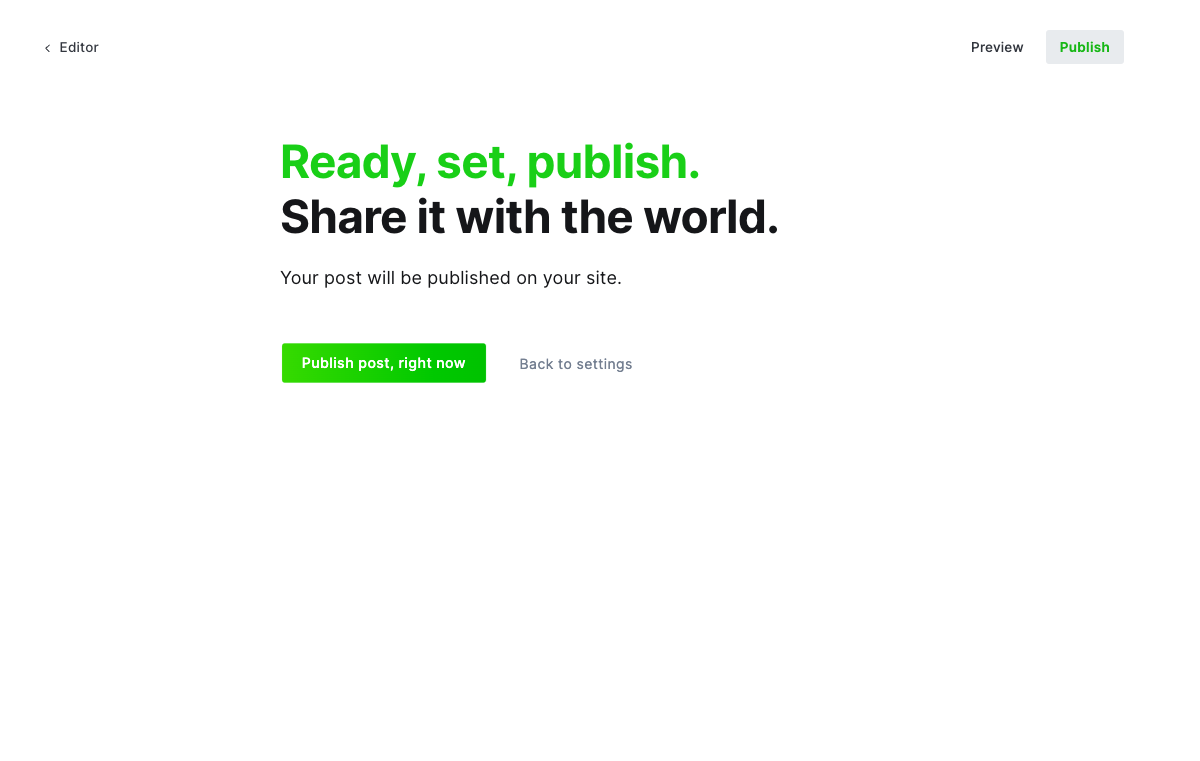 Editor
Preview
Publish
Ready, set, publish.
Share it with the world.
Your post will be published on your site.
Publish post, right now
Back to settings